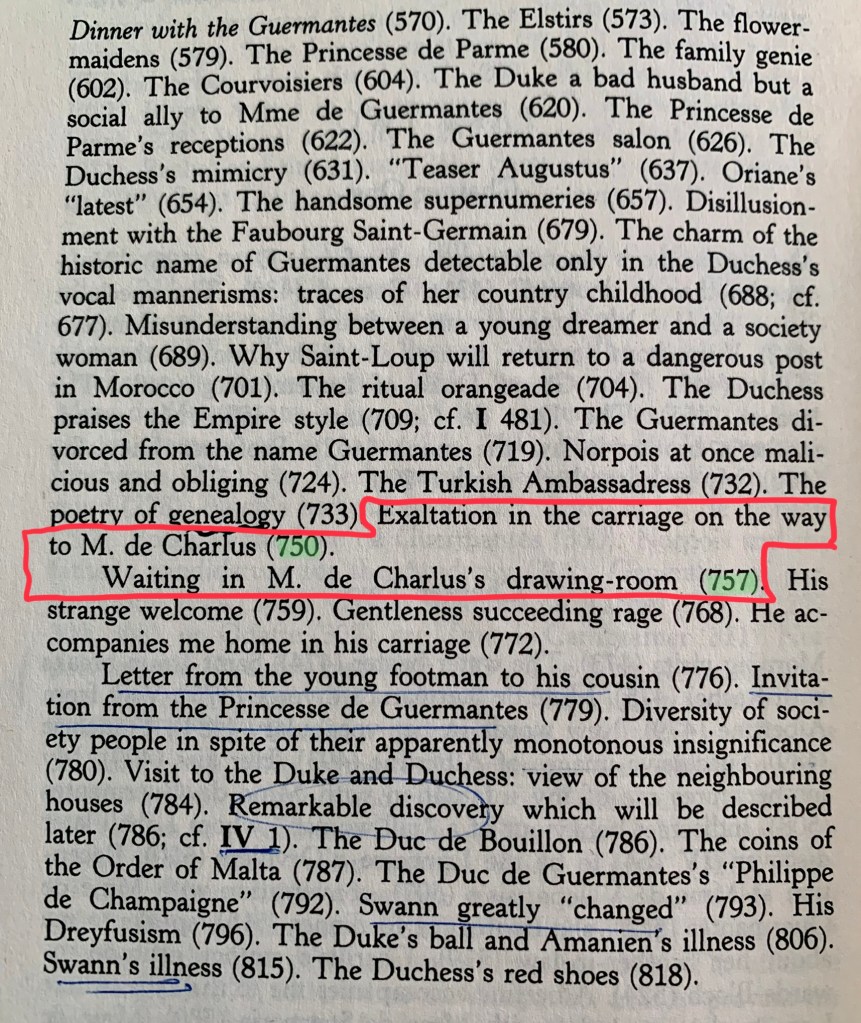 Dinner with the Guermantes (570). The Elstirs (573). The flower-
maidens (579). The Princesse de Parme (580). The family genie
(602). The Courvoisiers (604). The Duke a bad husband but a
social ally to Mme de Guermantes (620). The Princesse de
Parme's receptions (622). The Guermantes salon (626). The
Duchess's mimicry (631). “Teaser Augustus” (637). Oriane's
“latest” (654). The handsome supernumeries (657). Disillusion-
ment with the Faubourg Saint-Germain (679). The charm of the
historic name of Guermantes detectable only in the Duchess's
vocal mannerisms: traces of her country childhood (688; cf.
677). Misunderstanding between a young dreamer and a society
woman (689). Why Saint-Loup will return to a dangerous post
in Morocco (701). The ritual orangeade (704). The Duchess
praises the Empire style (709; cf. I 481). The Guermantes di-
vorced from the name Guermantes (719). Norpois at once mali-
cious and obliging (724). The Turkish Ambassadress (732). The
poetry of genealogy (733). Exaltation in the carriage on the way
to M. de Charlus (750).
Waiting in M. de Charlus's drawing-room (757). His
strange welcome (759). Gentleness succeeding rage (768). He ac-
companies me home in his carriage (772).
Letter from the young footman to his cousin (776). Invita-
tion from the Princesse de Guermantes (779). Diversity of soci-
ety people in spite of their apparently monotonous insignificance
(780). Visit to the Duke and Duchess: view of the neighbouring
houses (784). Remarkable discovery which will be described
later (786; cf. IV 1). The Duc de Bouillon (786). The coins of
the Order of Malta (787). The Duc de Guermantes's “Philippe
de Champaigne” (792). Swann greatly “changed” (793). His
Dreyfusism (796). The Duke's ball and Amanien's illness (806).
Swann's illness (815). The Duchess's red shoes (818).